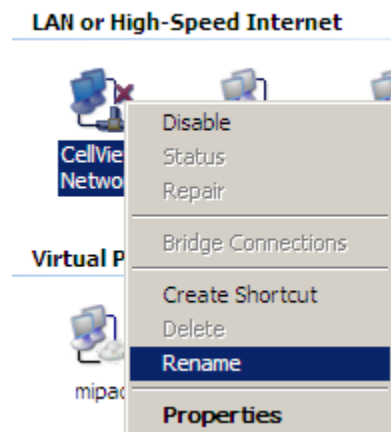 LAN or High-Speed Internet
Disable
CellVie
Status
Netwo
Repair
Bridge Connections
Virtual P
Create Shortcut
Delete
Rename
mipac
Properties